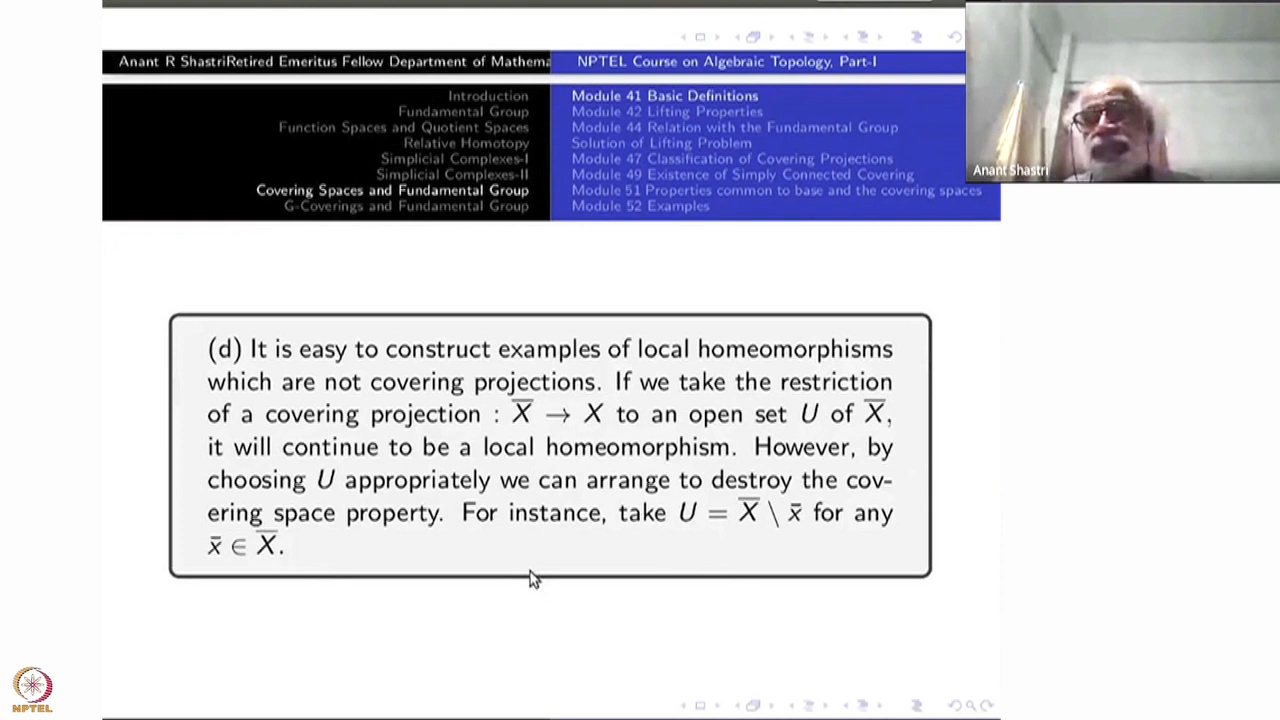 Anant R ShastriRetired Emeritus Fellow Department of Mathema
NPTEL Course on Algebraic Topology, Part-I
Introduction
Fundamental Group
Function Spaces and Quotient Spaces
Relative Homotopy
Simplicial Complexes-I
Simplicial Complexes-II
Covering Spaces and Fundamental Group
G-Coverings and Fundamental Group
Module 41 Basic Definitions
Module 42 Lifting Properties
Module 44 Relation with the Fundamental Group
Solution of Lifting Problem
Module 47 Classification of Covering Projections
Module 49 Existence of Simply Connected Covering
Module 51 Properties common to base and the covering spaces
Module 52 Examples
Anant Shastri
(d) It is easy to construct examples of local homeomorphisms
which are not covering projections. If we take the restriction
of a covering projection : X̅ → X to an open set U of X̅,
it will continue to be a local homeomorphism. However, by
choosing U appropriately we can arrange to destroy the cov-
ering space property. For instance, take U = X̅ \ x̄ for any
x̄ ∈ X̅.
NPTEL